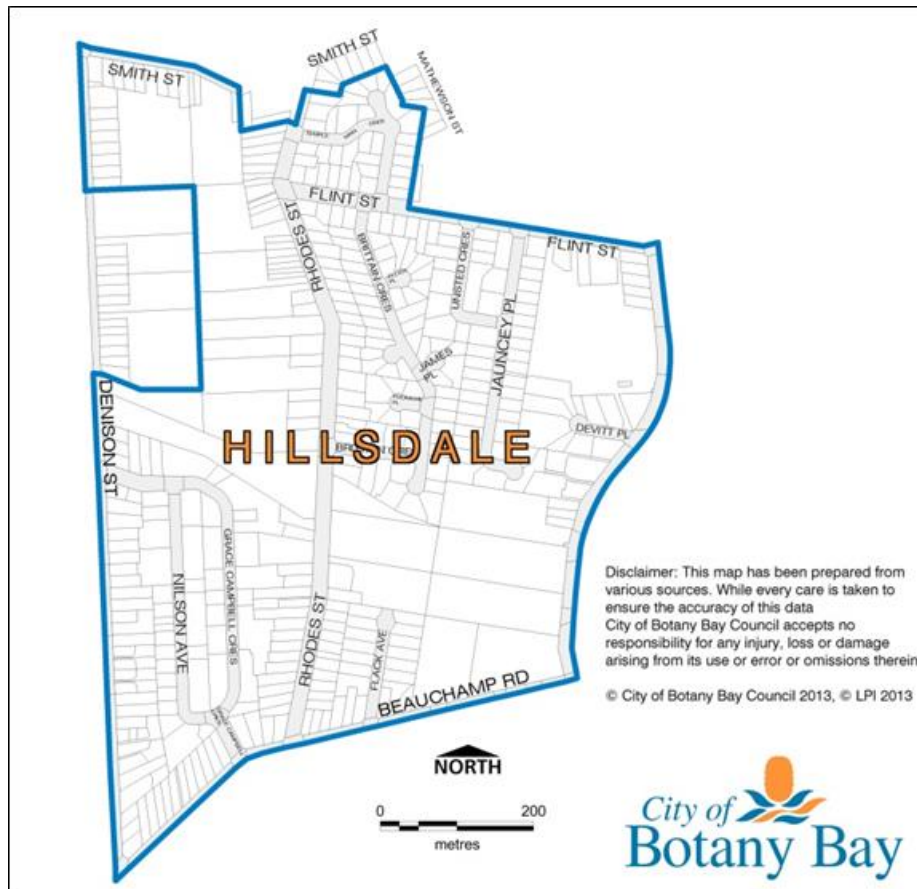 SMITH ST
SMITH ST
MATHEWSON ST
FLINT ST
FLINT ST
RHODES ST
BRITTAIN CRES
UNSTED CRES
JAUNCEY PL
JAMES
PL
DENISON ST
HILLSDALE
DEVITT PL
GRACE CAMPBELL CRES
NILSON AVE
RHODES ST
FLACK AVE
BEAUCHAMP RD
GRACE CAMPBELL
CRES
Disclaimer: This map has been prepared from
various sources. While every care is taken to
ensure the accuracy of this data
City of Botany Bay Council accepts no
responsibility for any injury, loss or damage
arising from its use or error or omissions therein
© City of Botany Bay Council 2013, © LPI 2013
NORTH
0 200
metres
City of
Botany Bay